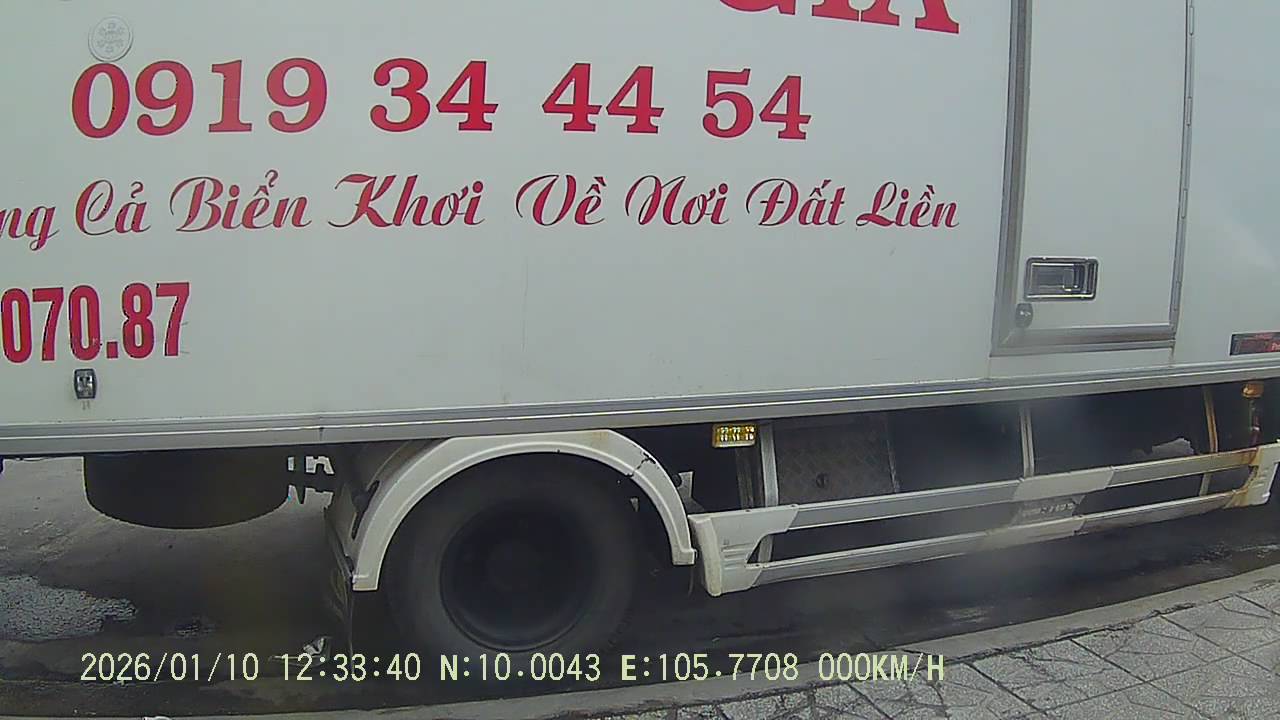 GIA
0919 34 44 54
ng Cả Biển Khơi Về Nơi Đất Liền
070.87
2026/01/10 12:33:40 N:10.0043 E:105.7708 000KM/H